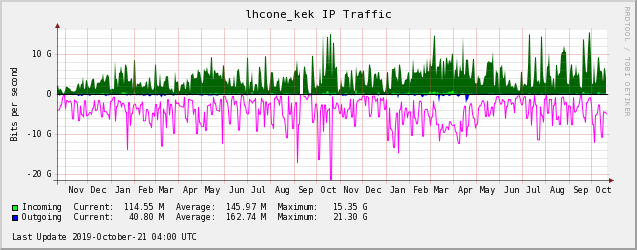 lhcone_kek IP Traffic
RRDTOOL / TOBI OETIKER
Bits per second
10 G
0
-10 G
-20 G
Nov Dec Jan Feb Mar Apr May Jun Jul Aug Sep Oct Nov Dec Jan Feb Mar Apr May Jun Jul Aug Sep Oct
Incoming Current: 114.55 M Average: 145.97 M Maximum: 15.35 G
Outgoing Current: 40.80 M Average: 162.74 M Maximum: 21.30 G
Last Update 2019-October-21 04:00 UTC